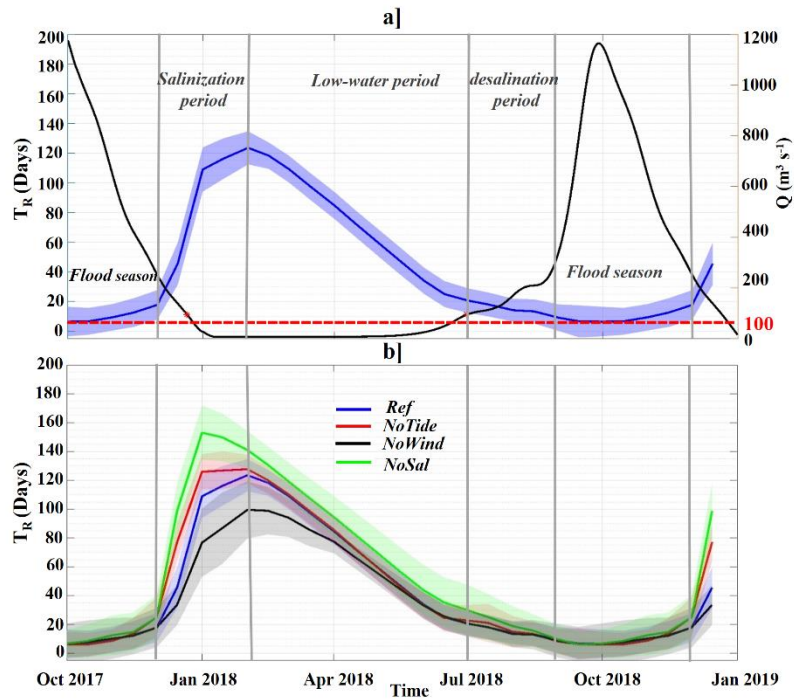 a]
200
180
160
140
120
100
80
60
40
20
0
T_R (Days)
Salinization period
Low-water period
desalination period
Flood season
Flood season
1200
1000
800
600
400
200
100
0
Q (m³ s⁻¹)
b]
200
180
160
140
120
100
80
60
40
20
0
T_R (Days)
Ref
NoTide
NoWind
NoSal
Oct 2017
Jan 2018
Apr 2018
Jul 2018
Oct 2018
Jan 2019
Time